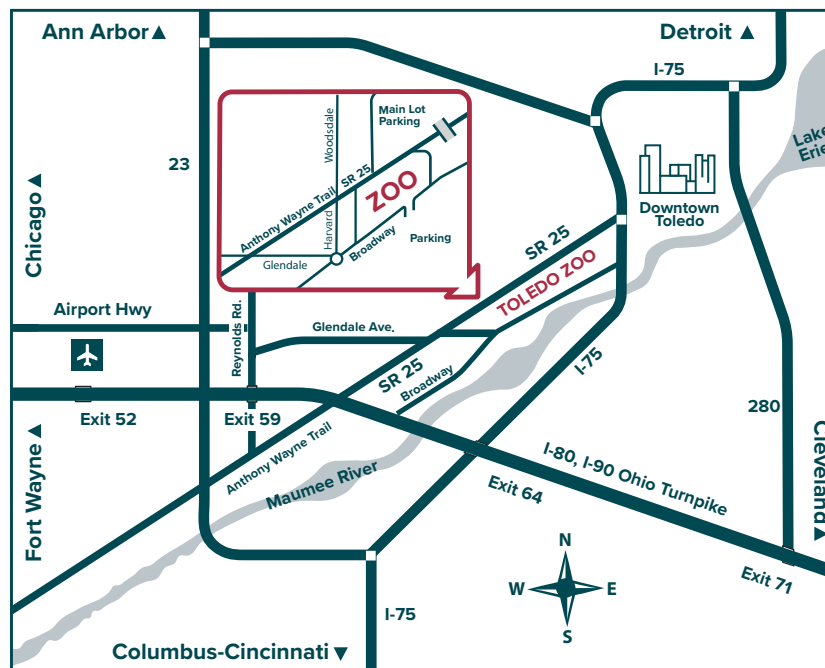 Ann Arbor▲
Detroit ▲
I-75
Lake
Erie
Main Lot
Parking
Woodsdale
23
SR 25
ZOO
Anthony Wayne Trail
Harvard
Broadway
Parking
Glendale
Chicago▲
Downtown
Toledo
SR 25
TOLEDO ZOO
Airport Hwy
Reynolds Rd.
Glendale Ave.
I-75
SR 25
Broadway
Exit 52
Exit 59
280
Cleveland▲
Fort Wayne▲
Anthony Wayne Trail
Maumee River
I-80, I-90 Ohio Turnpike
Exit 64
Exit 71
N
W
E
S
I-75
Columbus-Cincinnati▼